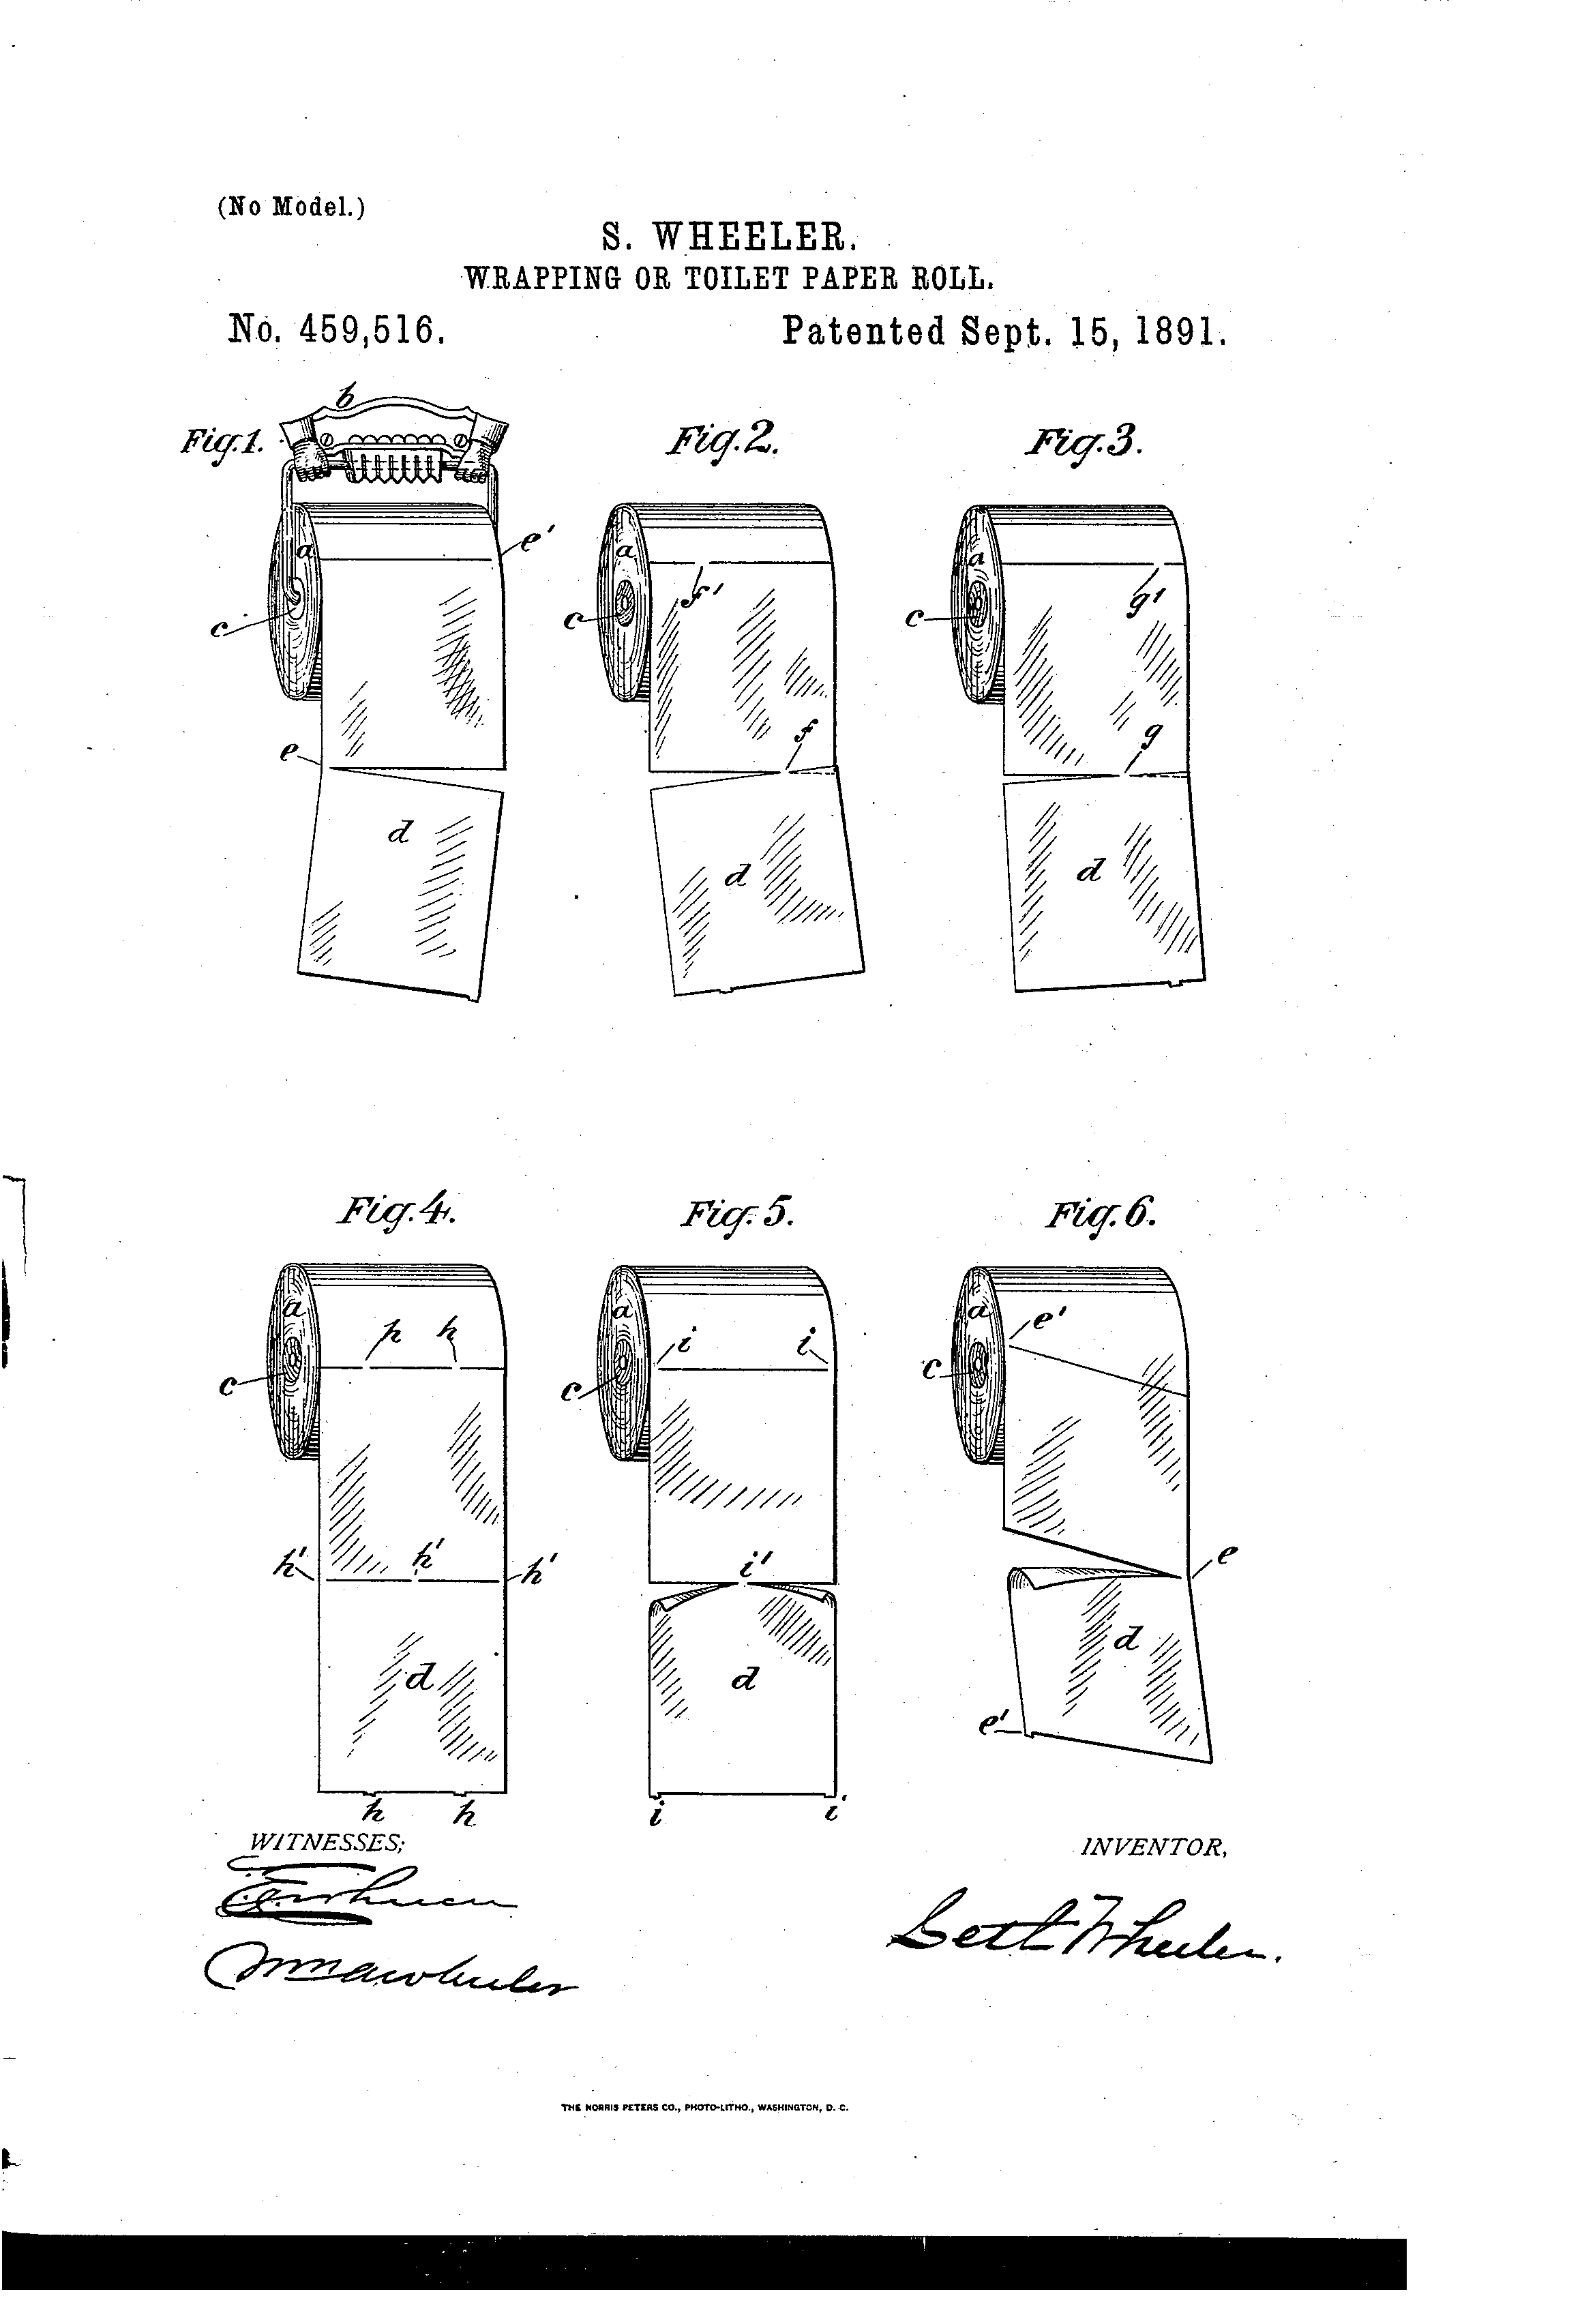 (No Model.)
S. WHEELER.
WRAPPING OR TOILET PAPER ROLL.
No. 459,516. Patented Sept. 15, 1891.
Fig. 1. b
Fig. 2.
Fig. 3.
a e'
c
e
d
a
f'
c
f
d
a
g'
c
g
d
Fig. 4.
Fig. 5.
Fig. 6.
a
h h
c
h' h' h'
d
h h
a
i i
c
i'
d
i i'
a
e'
c
e
d
e'
WITNESSES;
Wm A Wheeler
INVENTOR,
Seth Wheeler.
THE NORRIS PETERS CO., PHOTO-LITHO., WASHINGTON, D. C.